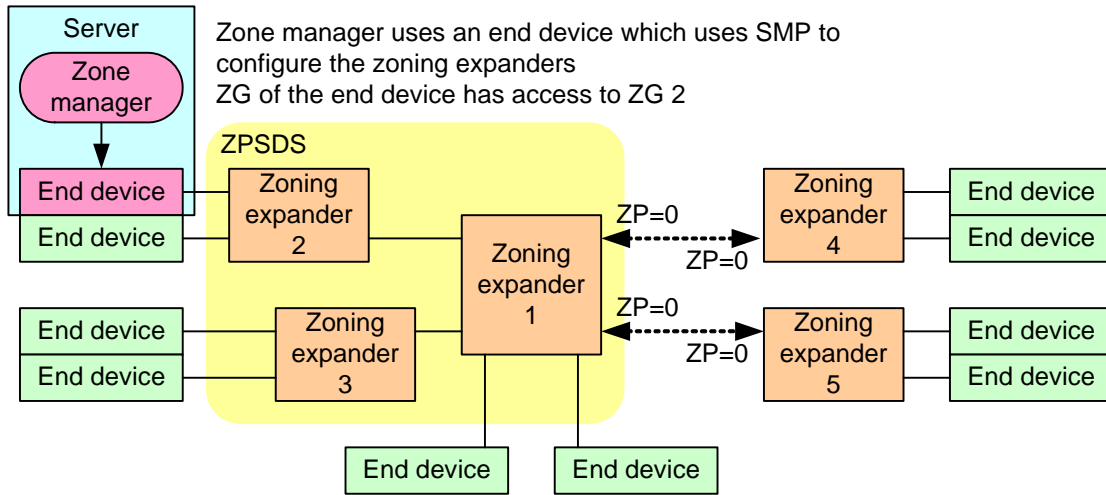 Server
Zone
manager
Zone manager uses an end device which uses SMP to
configure the zoning expanders
ZG of the end device has access to ZG 2
ZPSDS
End device
End device
Zoning
expander
2
Zoning
expander
1
ZP=0
ZP=0
Zoning
expander
4
End device
End device
End device
End device
Zoning
expander
3
ZP=0
ZP=0
Zoning
expander
5
End device
End device
End device
End device